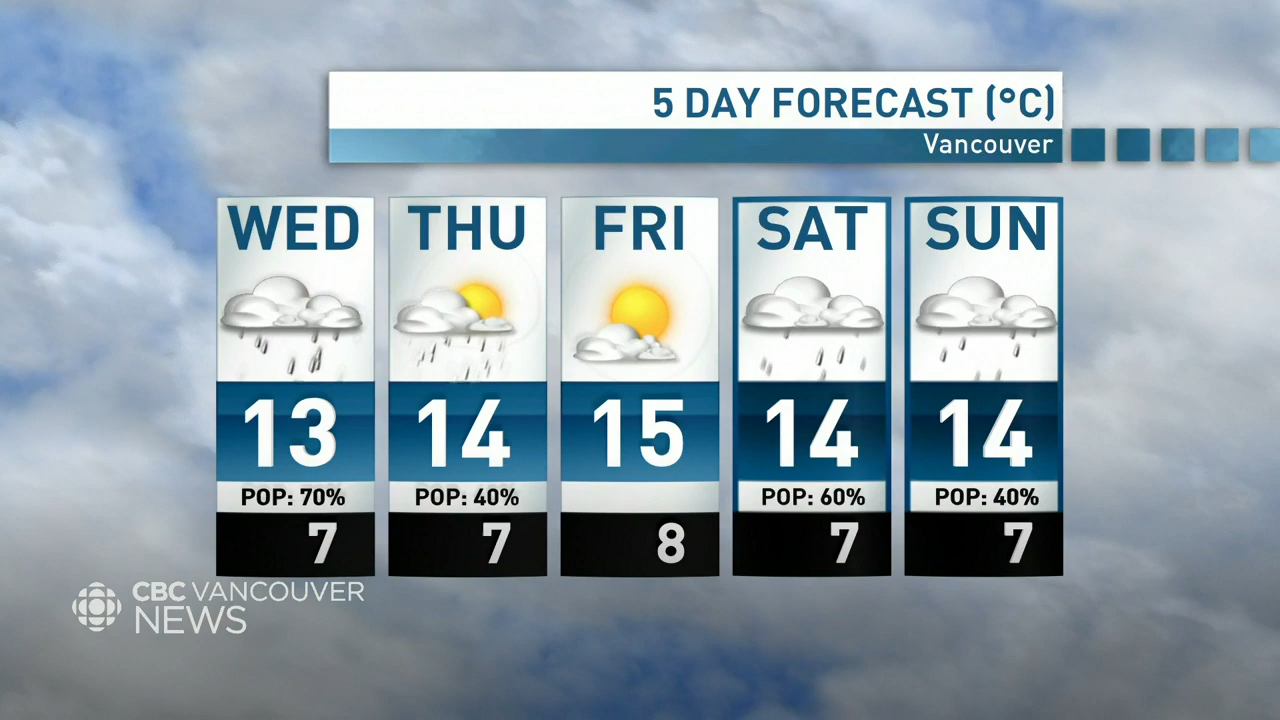 5 DAY FORECAST (°C)
Vancouver
WED THU FRI SAT SUN
13 14 15 14 14
POP: 70% POP: 40% POP: 60% POP: 40%
7 7 8 7 7
CBC VANCOUVER
NEWS